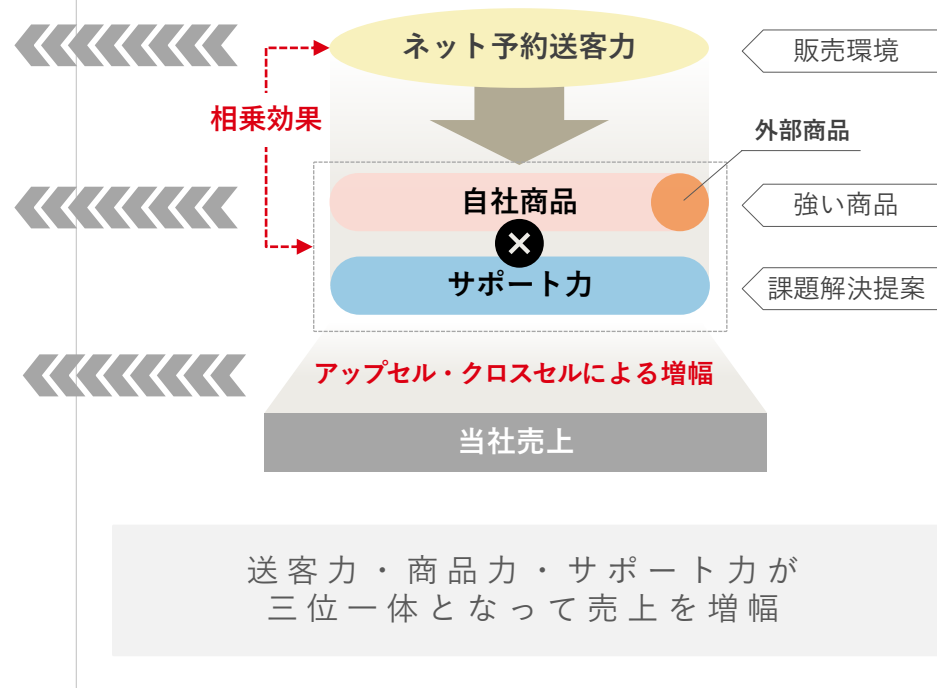 ネット予約送客力
販売環境
相乗効果
外部商品
自社商品
強い商品
×
サポート力
課題解決提案
アップセル・クロスセルによる増幅
当社売上
送客力・商品力・サポート力が
三位一体となって売上を増幅